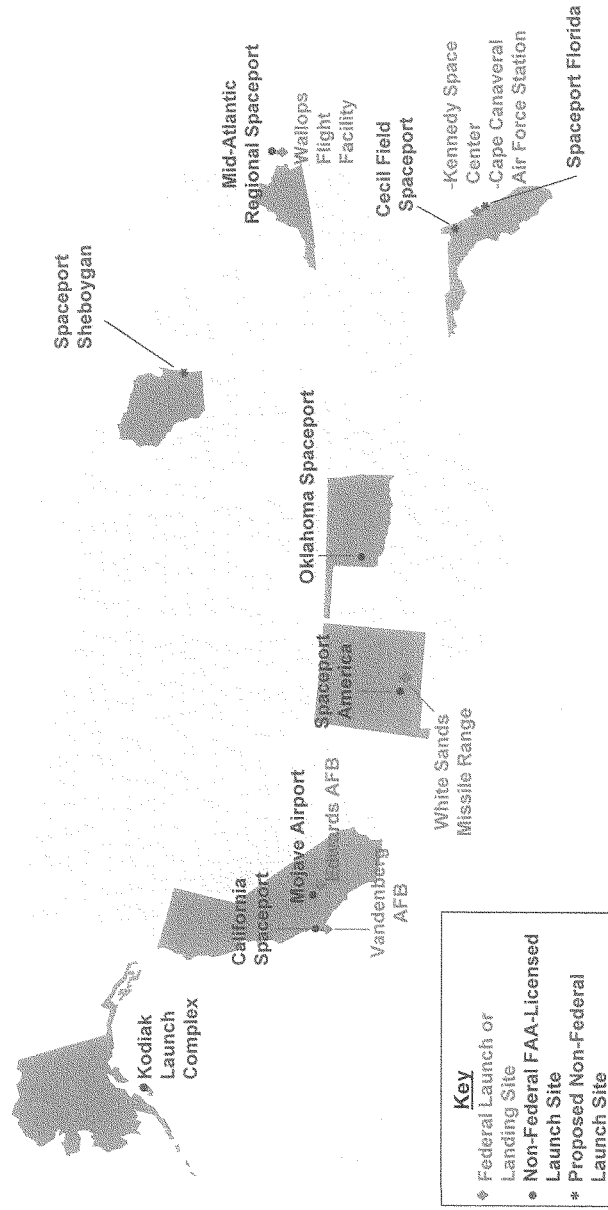 Kodiak
Launch
Complex
California
Spaceport
Mojave Airport
Edwards AFB
Vandenberg
AFB
Spaceport
America
White Sands
Missile Range
Oklahoma Spaceport
Spaceport
Sheboygan
Mid-Atlantic
Regional Spaceport
Wallops
Flight
Facility
Cecil Field
Spaceport
-Kennedy Space
Center
-Cape Canaveral
Air Force Station
Spaceport Florida
Key
Federal Launch or
Landing Site
Non-Federal FAA-Licensed
Launch Site
Proposed Non-Federal
Launch Site